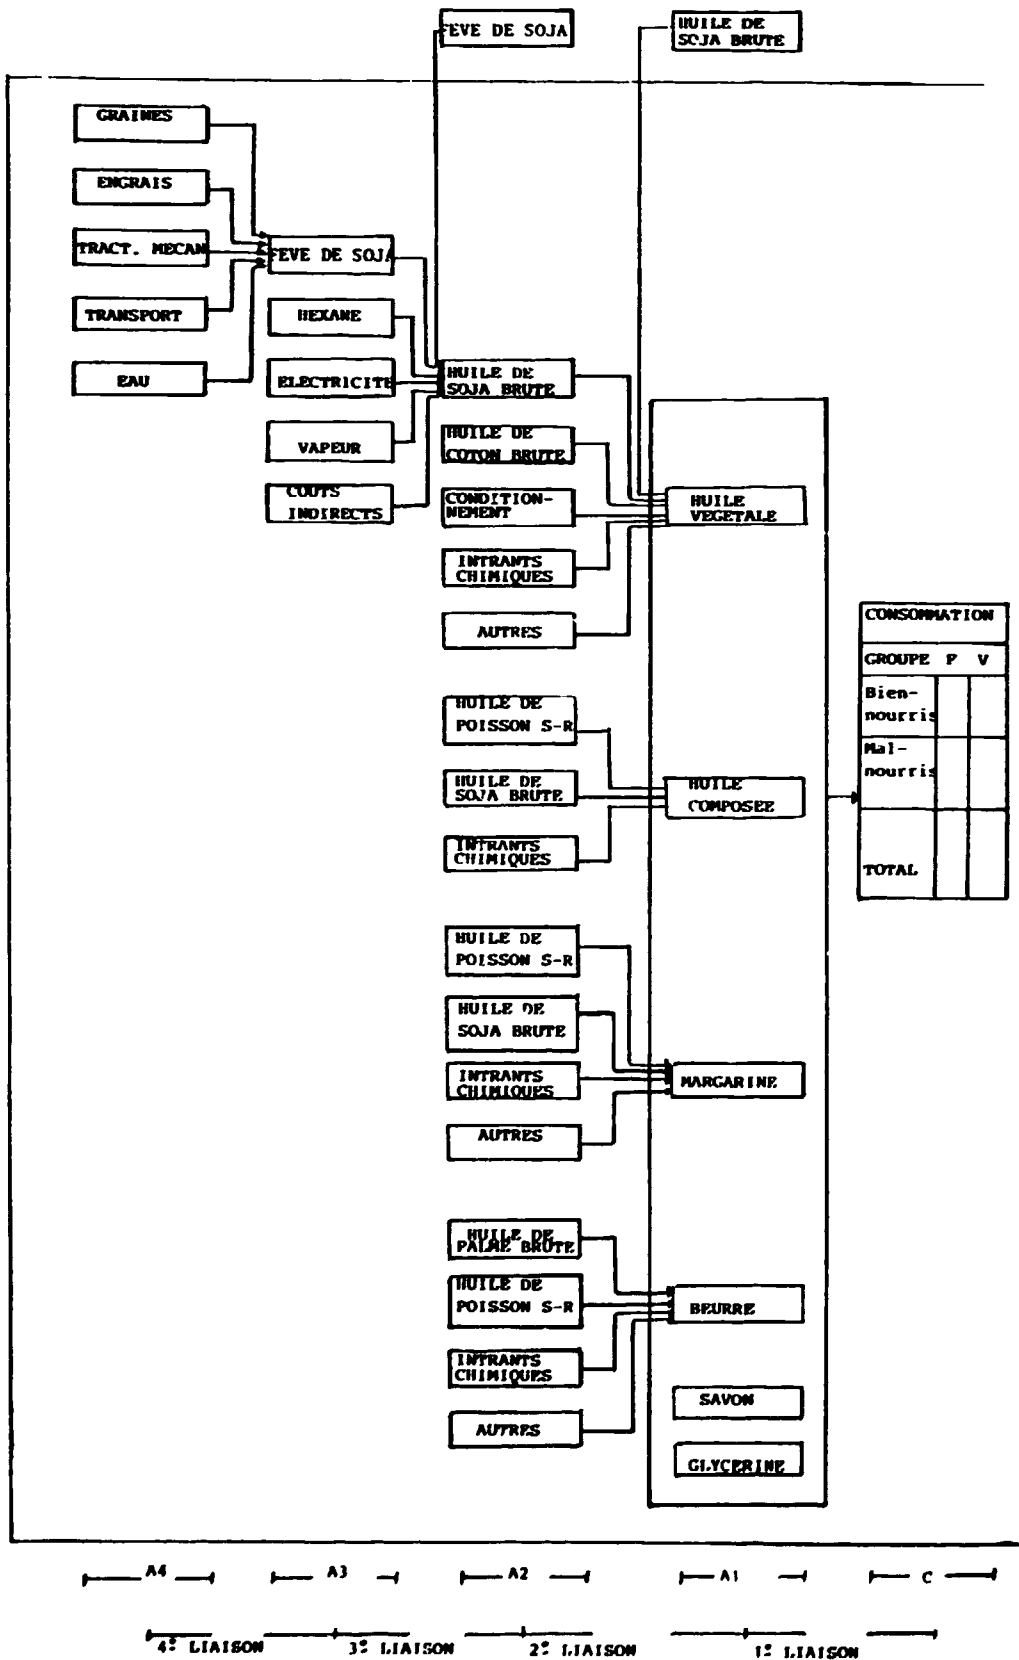 FEVE DE SOJA
HUILE DE
SOJA BRUTE
GRAINES
ENGRAIS
TRACT. MECAN
TRANSPORT
EAU
FEVE DE SOJA
HEXANE
ELECTRICITE
VAPEUR
COUTS
INDIRECTS
HUILE DE
SOJA BRUTE
HUILE DE
COTON BRUTE
CONDITION-
NEMENT
INTRANTS
CHIMIQUES
AUTRES
HUILE
VEGETALE
HUILE DE
POISSON S-R
HUILE DE
SOJA BRUTE
INTRANTS
CHIMIQUES
HUILE
COMPOSEE
CONSOMMATION
GROUPE P V
Bien-
nourris
Mal-
nourris
TOTAL
HUILE DE
POISSON S-R
HUILE DE
SOJA BRUTE
INTRANTS
CHIMIQUES
AUTRES
MARGARINE
HUILE DE
PALME BRUTE
HUILE DE
POISSON S-R
INTRANTS
CHIMIQUES
AUTRES
BEURRE
SAVON
GLYCERINE
A4 A3 A2 A1 C
4º LIAISON 3º LIAISON 2º LIAISON 1º LIAISON